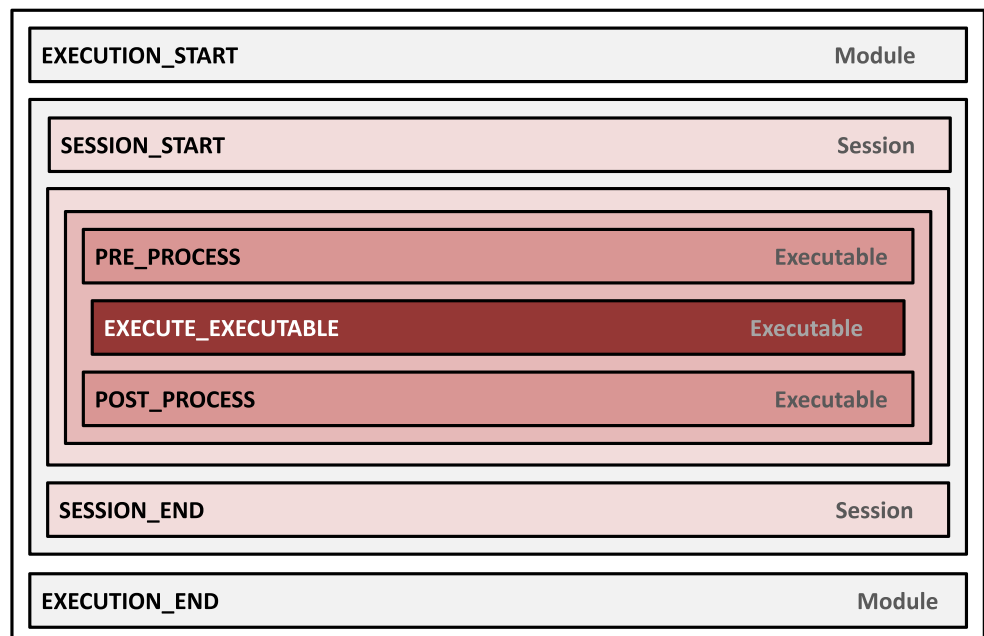 EXECUTION_START Module
SESSION_START Session
PRE_PROCESS Executable
EXECUTE_EXECUTABLE Executable
POST_PROCESS Executable
SESSION_END Session
EXECUTION_END Module